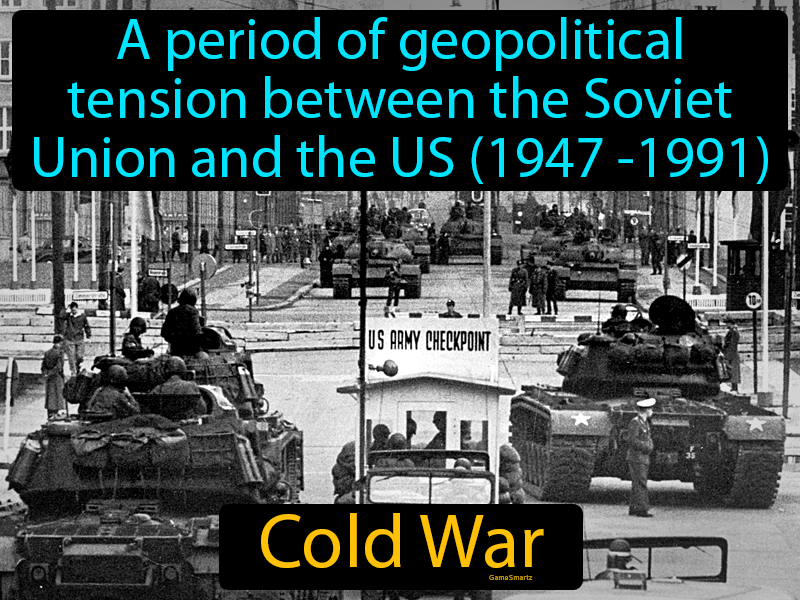 A period of geopolitical
tension between the Soviet
Union and the US (1947 -1991)
US ARMY CHECKPOINT
Cold War
GamaSmartz